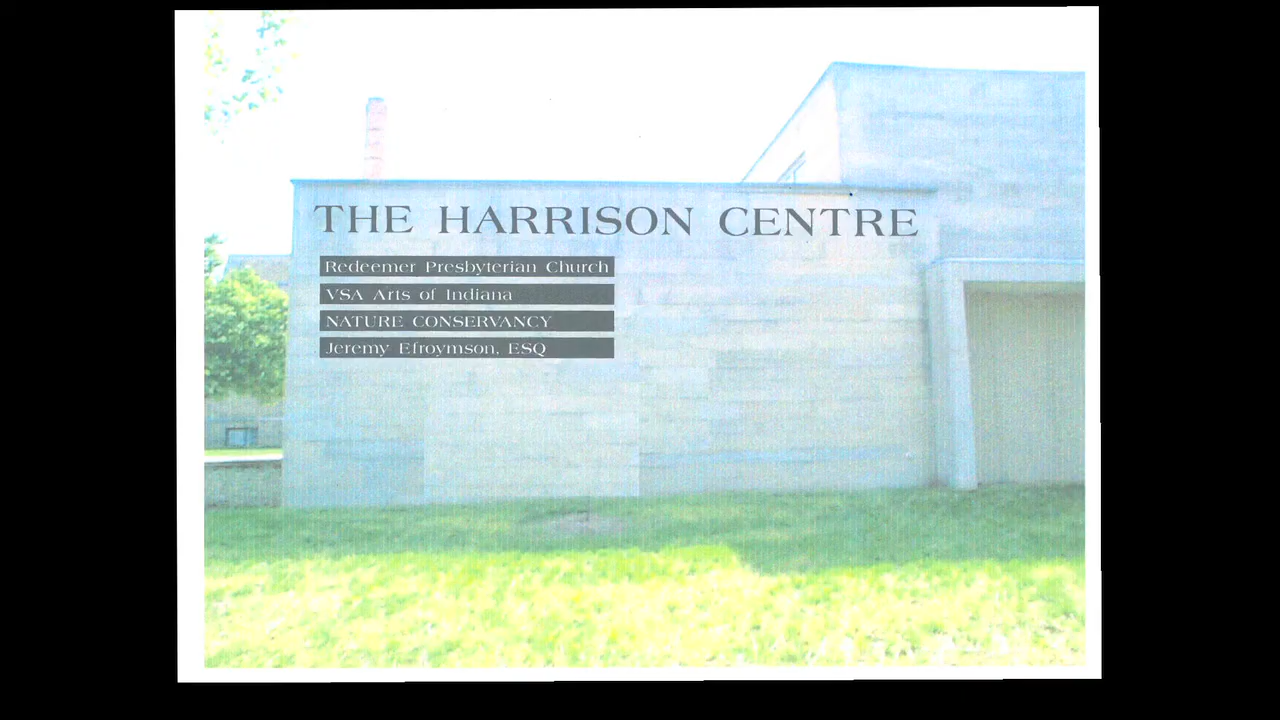 THE HARRISON CENTRE
Redeemer Presbyterian Church
VSA Arts of Indiana
NATURE CONSERVANCY
Jeremy Efroymson, ESQ